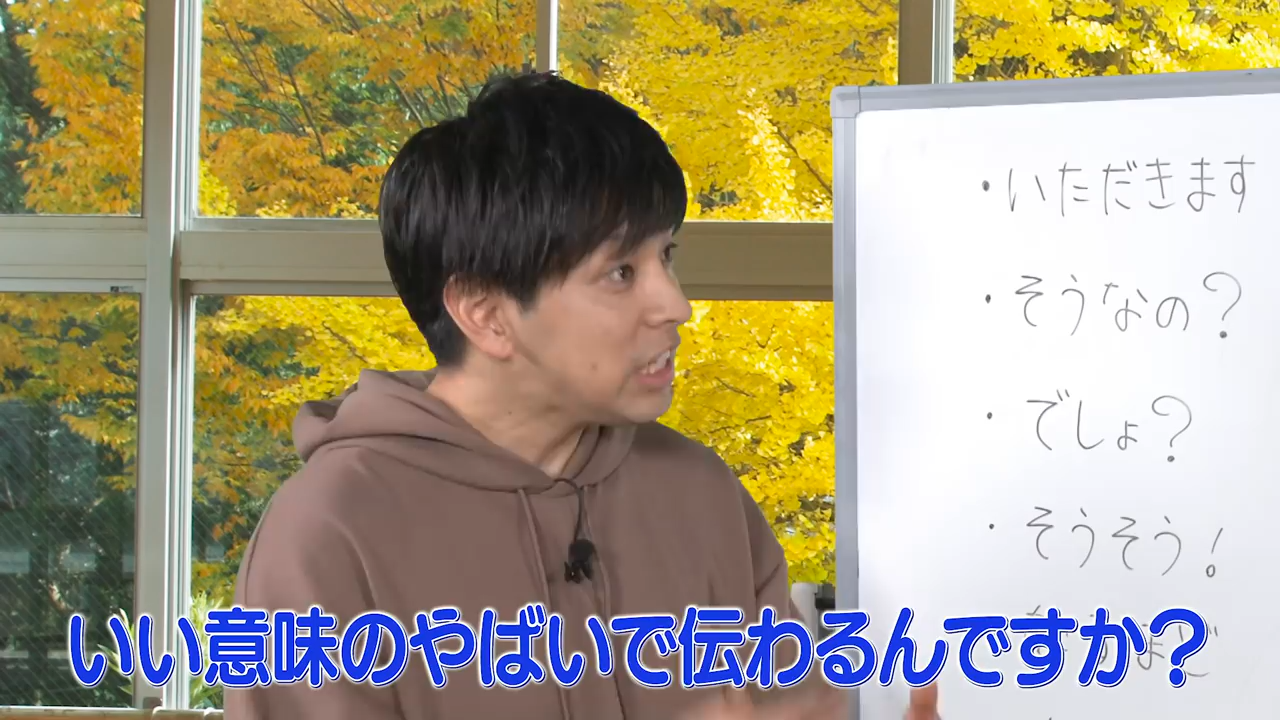 ・いただきます
・そうなの?
・でしょ?
・そうそう!
いい意味のやばいで伝わるんですか?